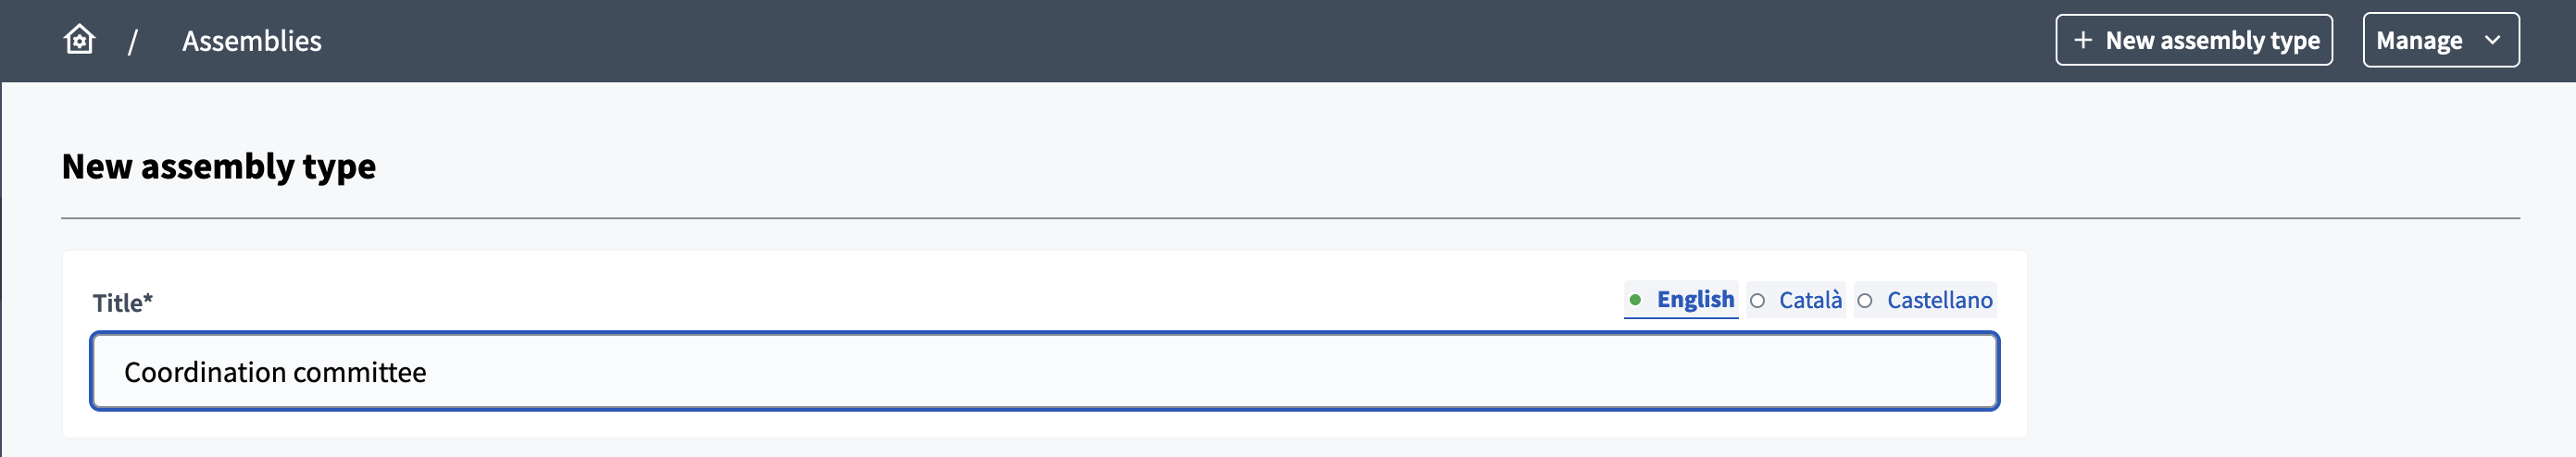 / Assemblies + New assembly type Manage
New assembly type
Title* English Català Castellano
Coordination committee